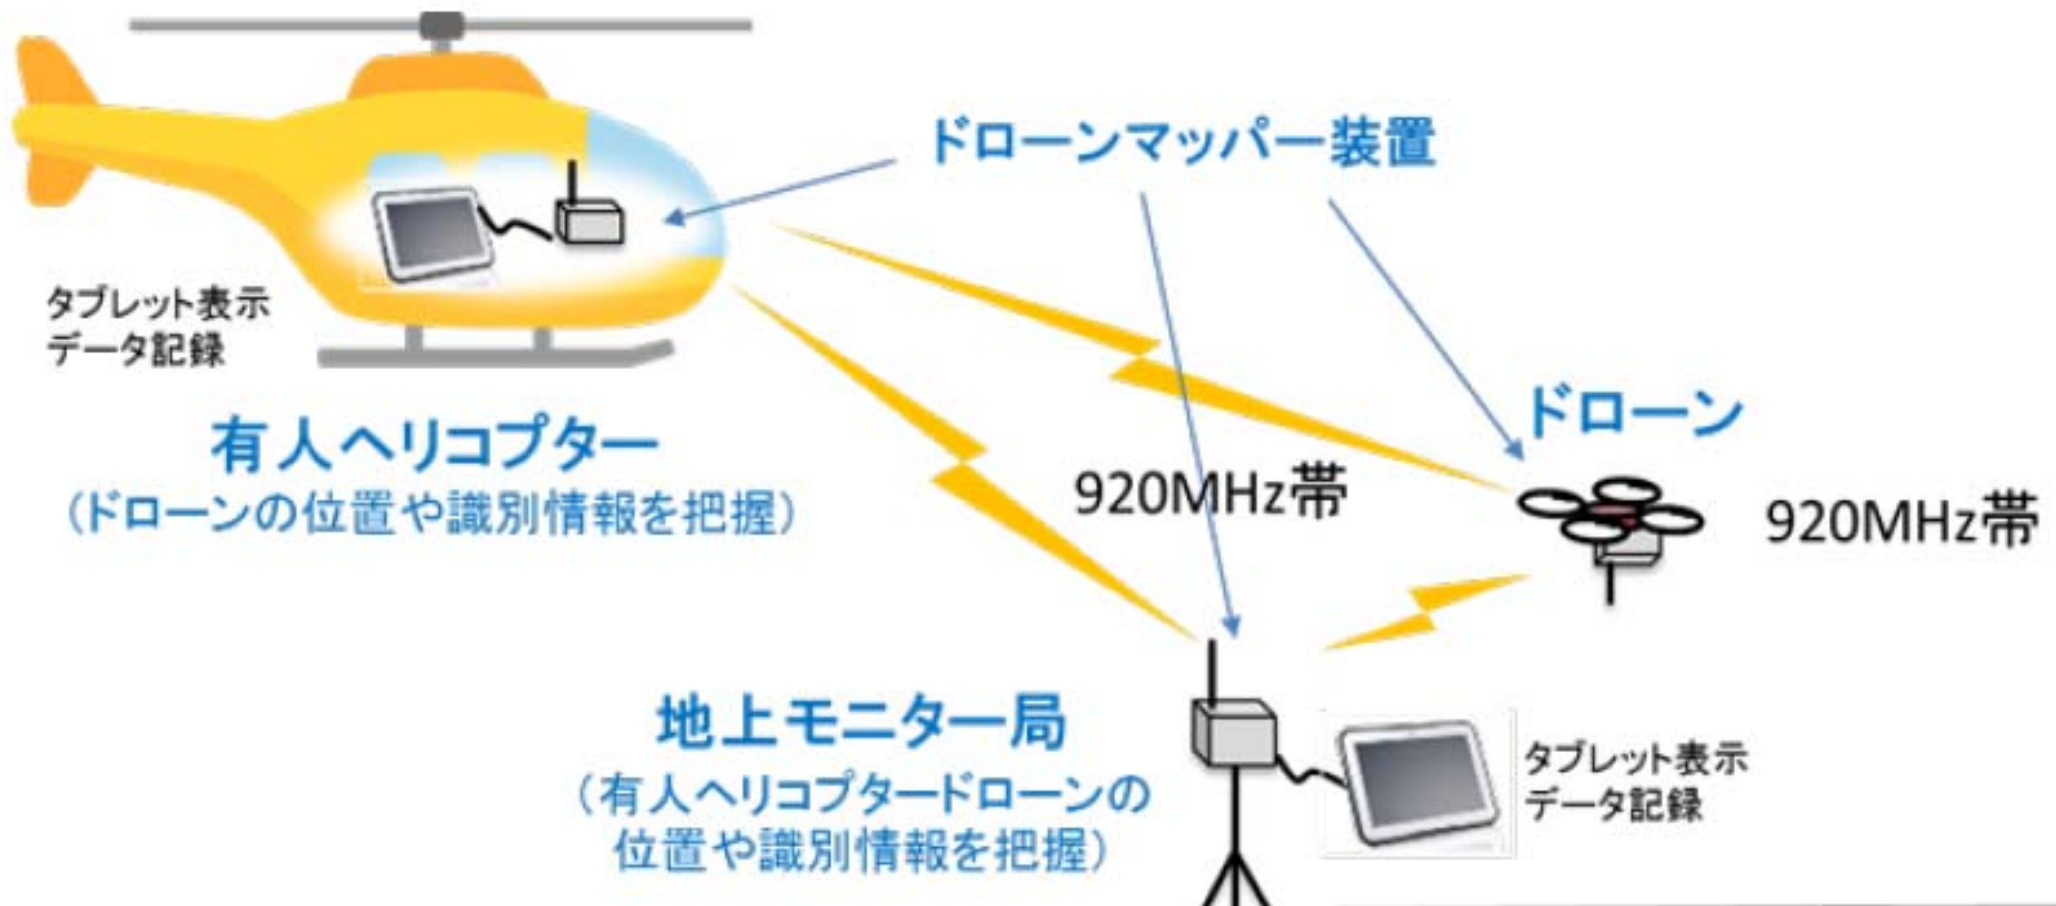 ドローンマッパー装置
タブレット表示
データ記録
有人ヘリコプター
（ドローンの位置や識別情報を把握）
ドローン
920MHz帯
920MHz帯
地上モニター局
（有人ヘリコプタードローンの
位置や識別情報を把握）
タブレット表示
データ記録